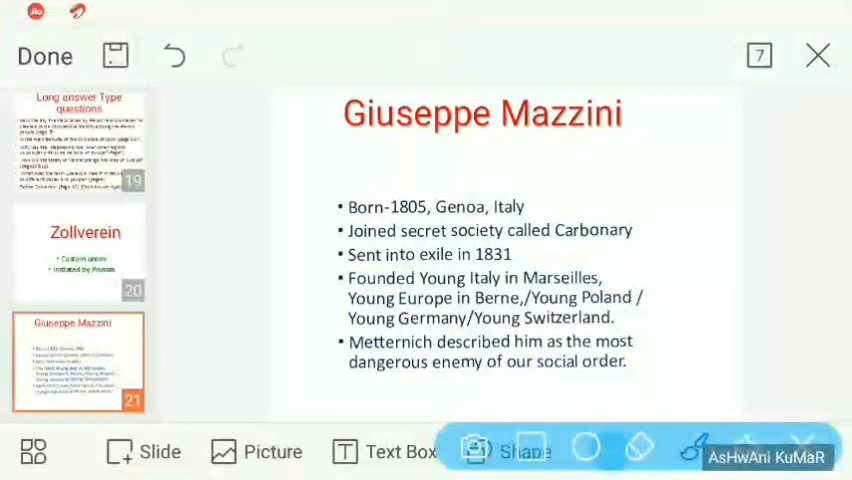 Jio
Done
7
Long answer Type
questions
19
Zollverein
• Custom union
• Initiated by Prussia
20
Giuseppe Mazzini
21
Giuseppe Mazzini
• Born-1805, Genoa, Italy
• Joined secret society called Carbonary
• Sent into exile in 1831
• Founded Young Italy in Marseilles,
Young Europe in Berne,/Young Poland /
Young Germany/Young Switzerland.
• Metternich described him as the most
dangerous enemy of our social order.
Slide
Picture
Text Box
Shape
AsHwAni KuMaR